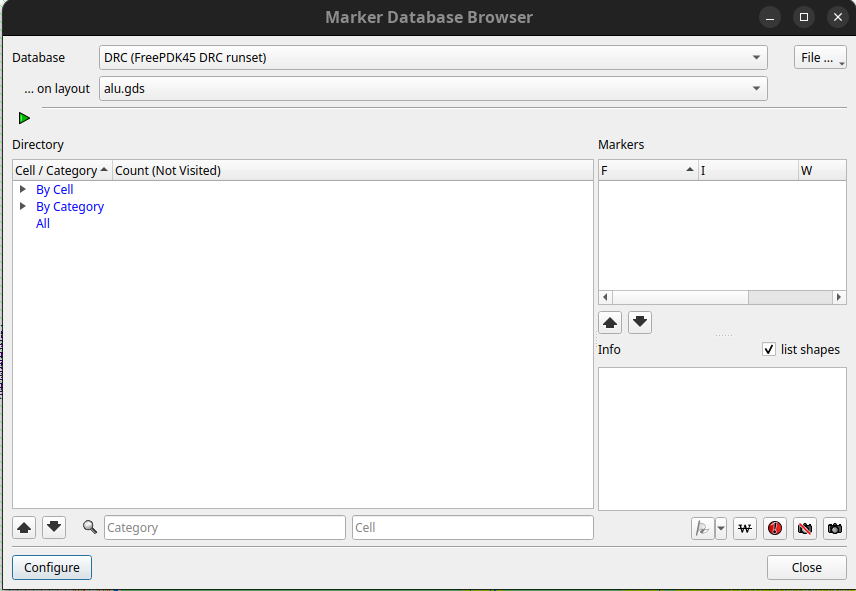 Marker Database Browser
Database
DRC (FreePDK45 DRC runset)
File ...
... on layout
alu.gds
Directory
Markers
Cell / Category
Count (Not Visited)
F
I
W
By Cell
By Category
All
Info
list shapes
Category
Cell
W
Configure
Close